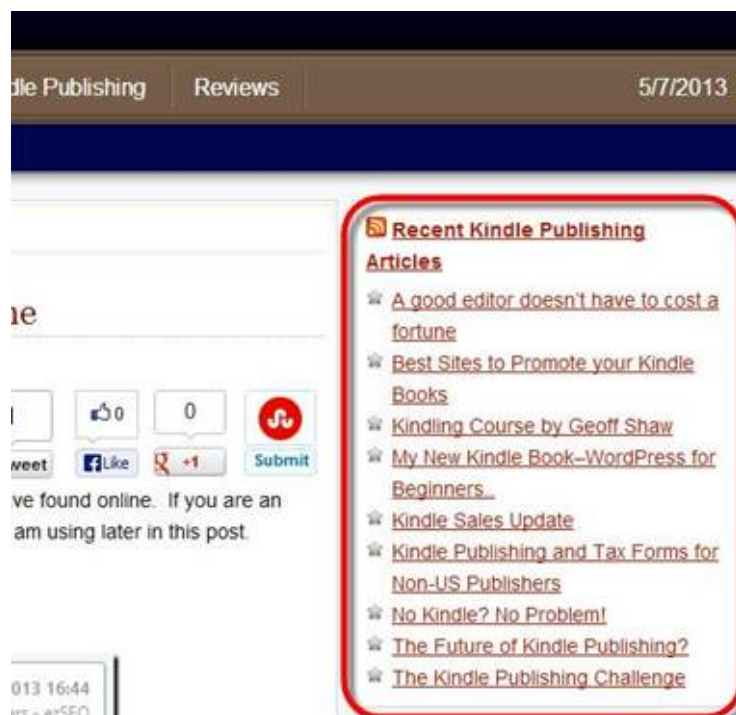 Publishing Reviews 5/7/2013
Recent Kindle Publishing
Articles
A good editor doesn't have to cost a
fortune
Best Sites to Promote your Kindle
Books
Kindling Course by Geoff Shaw
My New Kindle Book–WordPress for
Beginners..
Kindle Sales Update
Kindle Publishing and Tax Forms for
Non-US Publishers
No Kindle? No Problem!
The Future of Kindle Publishing?
The Kindle Publishing Challenge
0 0
Like +1 Submit
ve found online. If you are an
am using later in this post.
013 16:44